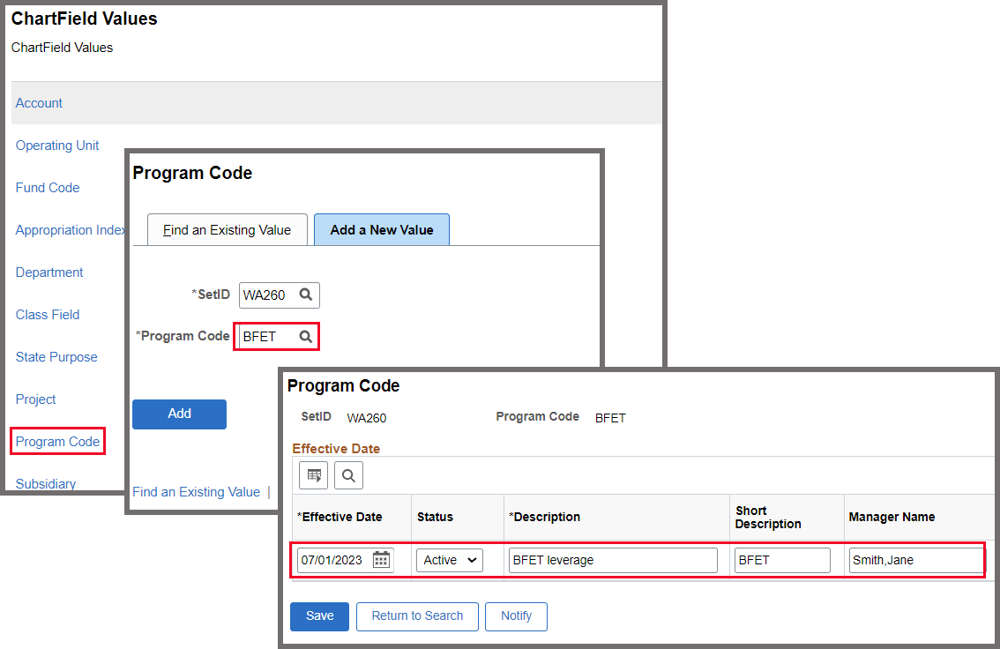 ChartField Values
ChartField Values
Account
Operating Unit
Fund Code
Appropriation Index
Department
Class Field
State Purpose
Project
Program Code
Subsidiary
Program Code
Find an Existing Value
Add a New Value
*SetID WA260
*Program Code BFET
Add
Find an Existing Value |
Program Code
SetID WA260 Program Code BFET
Effective Date
*Effective Date Status *Description Short Description Manager Name
07/01/2023 Active BFET leverage BFET Smith,Jane
Save Return to Search Notify